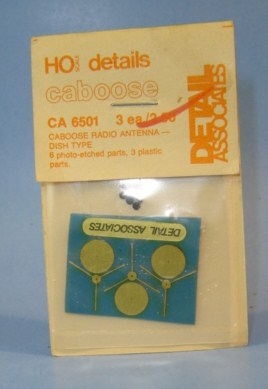 HO SCALE details
caboose
CA 6501 3 ea
CABOOSE RADIO ANTENNA —
DISH TYPE
6 photo-etched parts, 3 plastic
parts.
DETAIL
ASSOCIATES
DETAIL ASSOCIATES